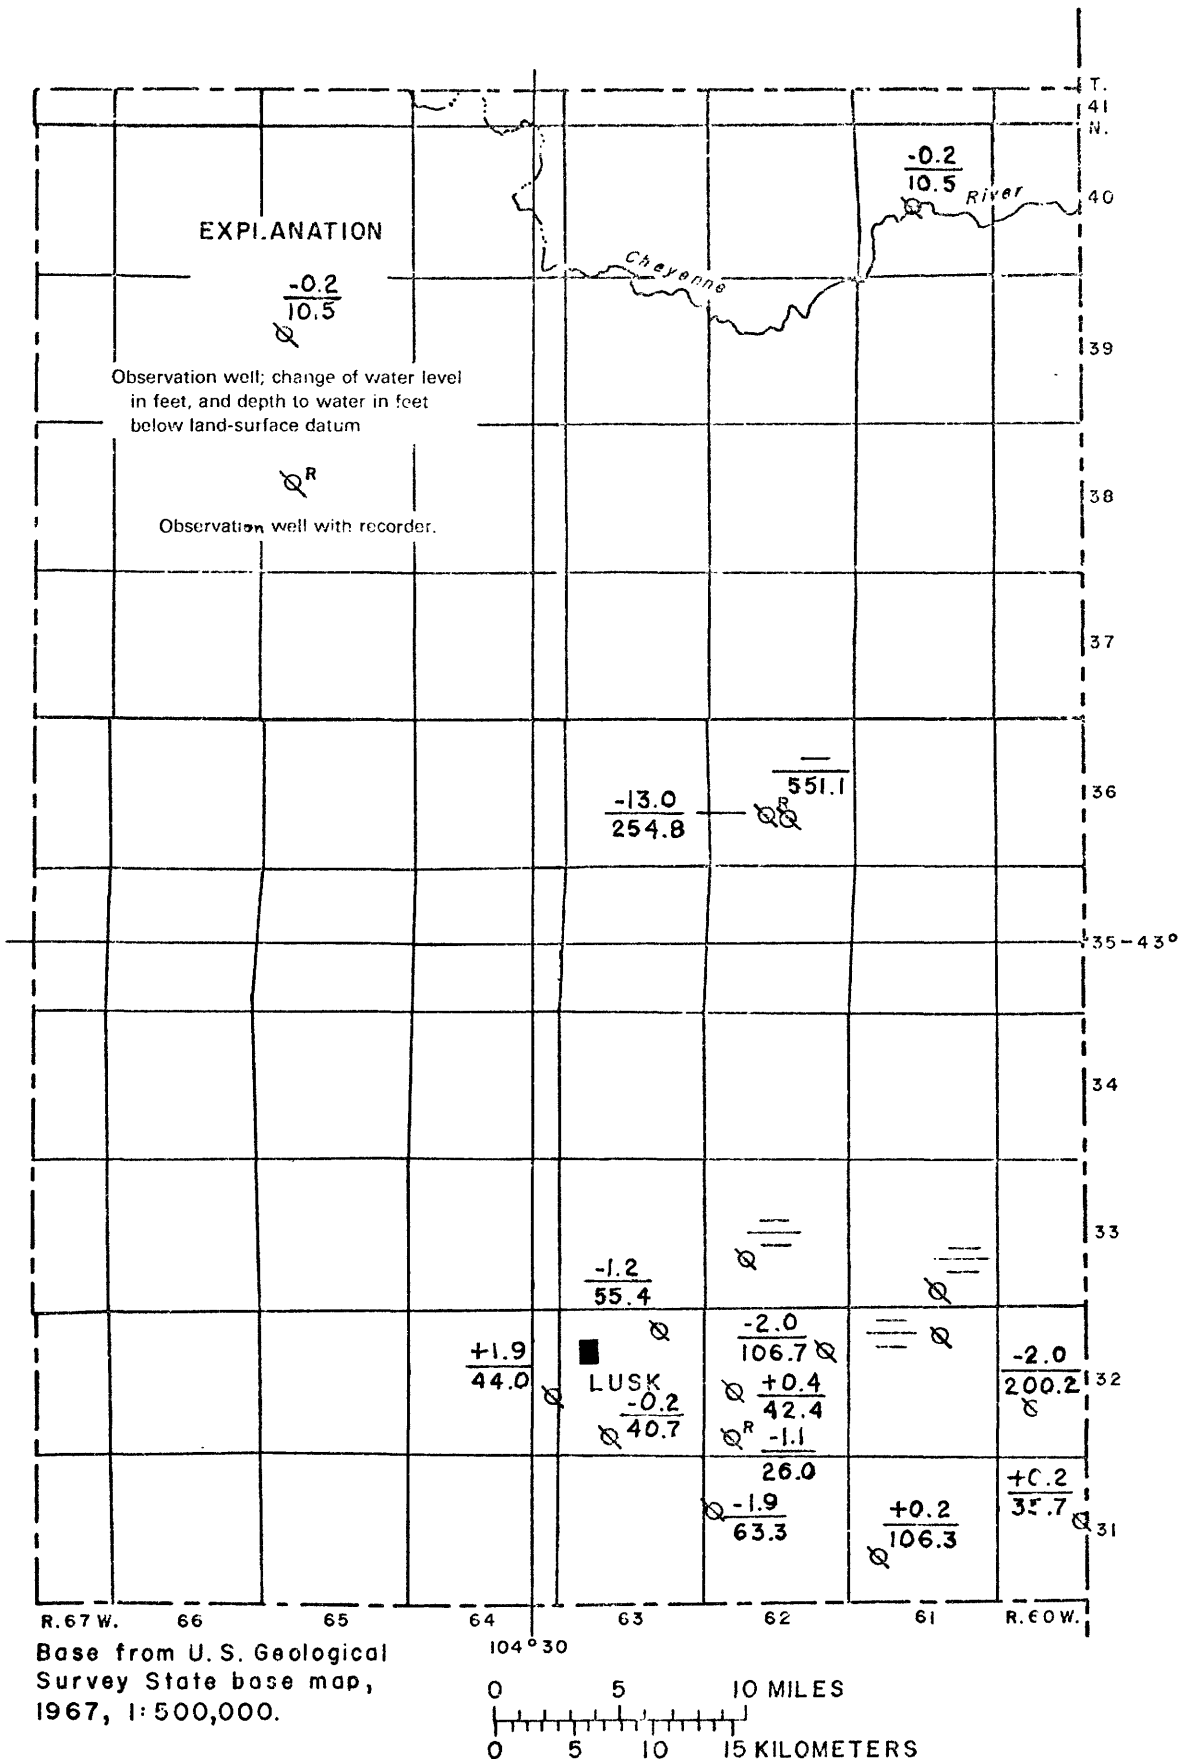 T.
41
N.
-0.2
10.5
River
40
EXPLANATION
Cheyenne
-0.2
10.5
39
Observation well; change of water level
in feet, and depth to water in feet
below land-surface datum
R
38
Observation well with recorder.
37
—
551.1
36
-13.0
254.8
R
35-43°
34
33
-1.2
55.4
-2.0
106.7
+1.9
44.0
LUSK
-2.0
200.2
32
+0.4
42.4
-0.2
40.7
R
-1.1
26.0
+0.2
-1.9
63.3
+0.2
106.3
31
R.67W. 66 65 64 63 62 61 R.60W.
104°30
Base from U.S. Geological
Survey State base map,
1967, 1:500,000.
0 5 10 MILES
0 5 10 15 KILOMETERS